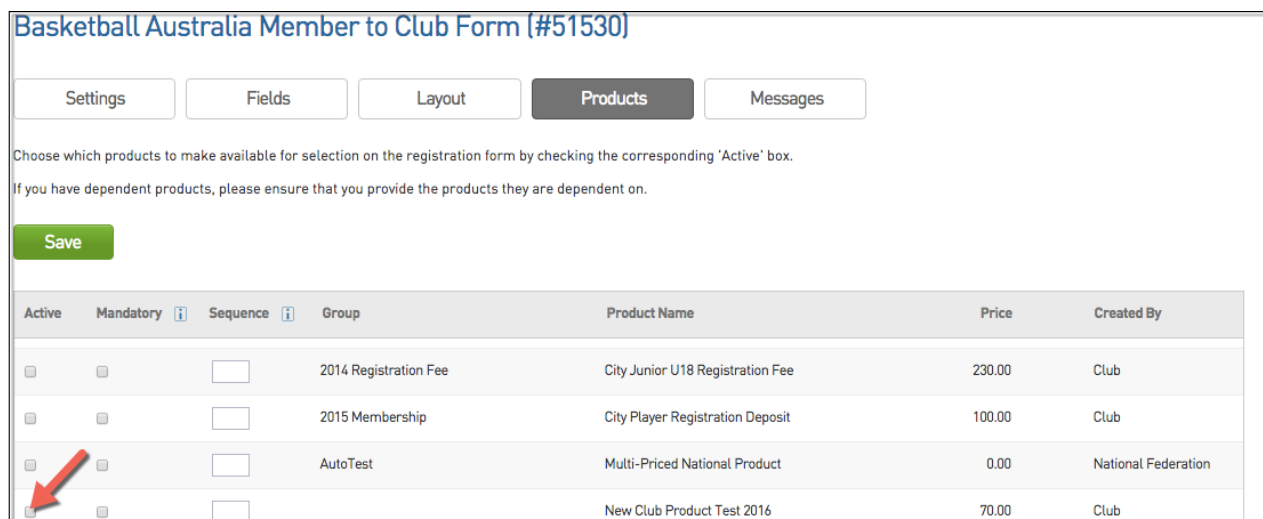 Basketball Australia Member to Club Form (#51530)
Settings Fields Layout Products Messages
Choose which products to make available for selection on the registration form by checking the corresponding 'Active' box.
If you have dependent products, please ensure that you provide the products they are dependent on.
Save
Active Mandatory i Sequence i Group Product Name Price Created By
2014 Registration Fee City Junior U18 Registration Fee 230.00 Club
2015 Membership City Player Registration Deposit 100.00 Club
AutoTest Multi-Priced National Product 0.00 National Federation
New Club Product Test 2016 70.00 Club